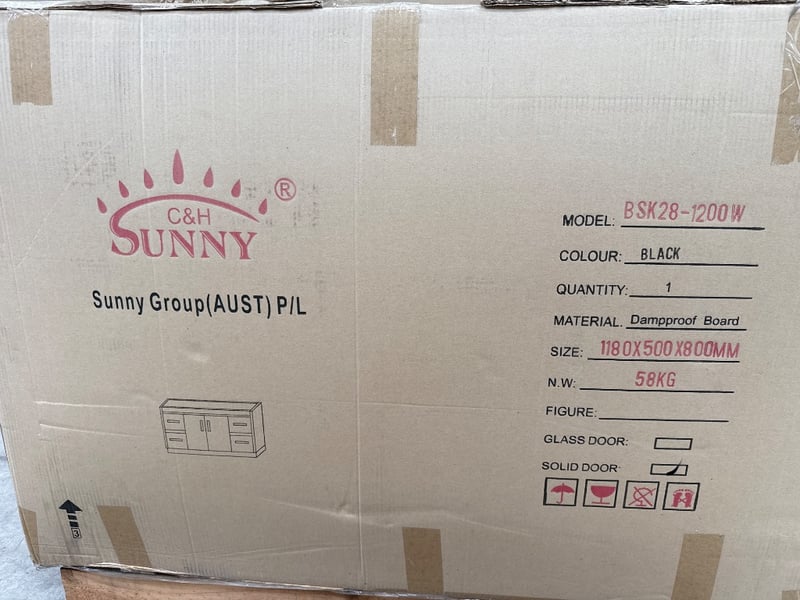 C&H
SUNNY
®
Sunny Group(AUST) P/L
MODEL: BSK28-1200W
COLOUR: BLACK
QUANTITY: 1
MATERIAL. Dampproof Board
SIZE: 1180X500X800MM
N.W: 58KG
FIGURE:
GLASS DOOR:
SOLID DOOR